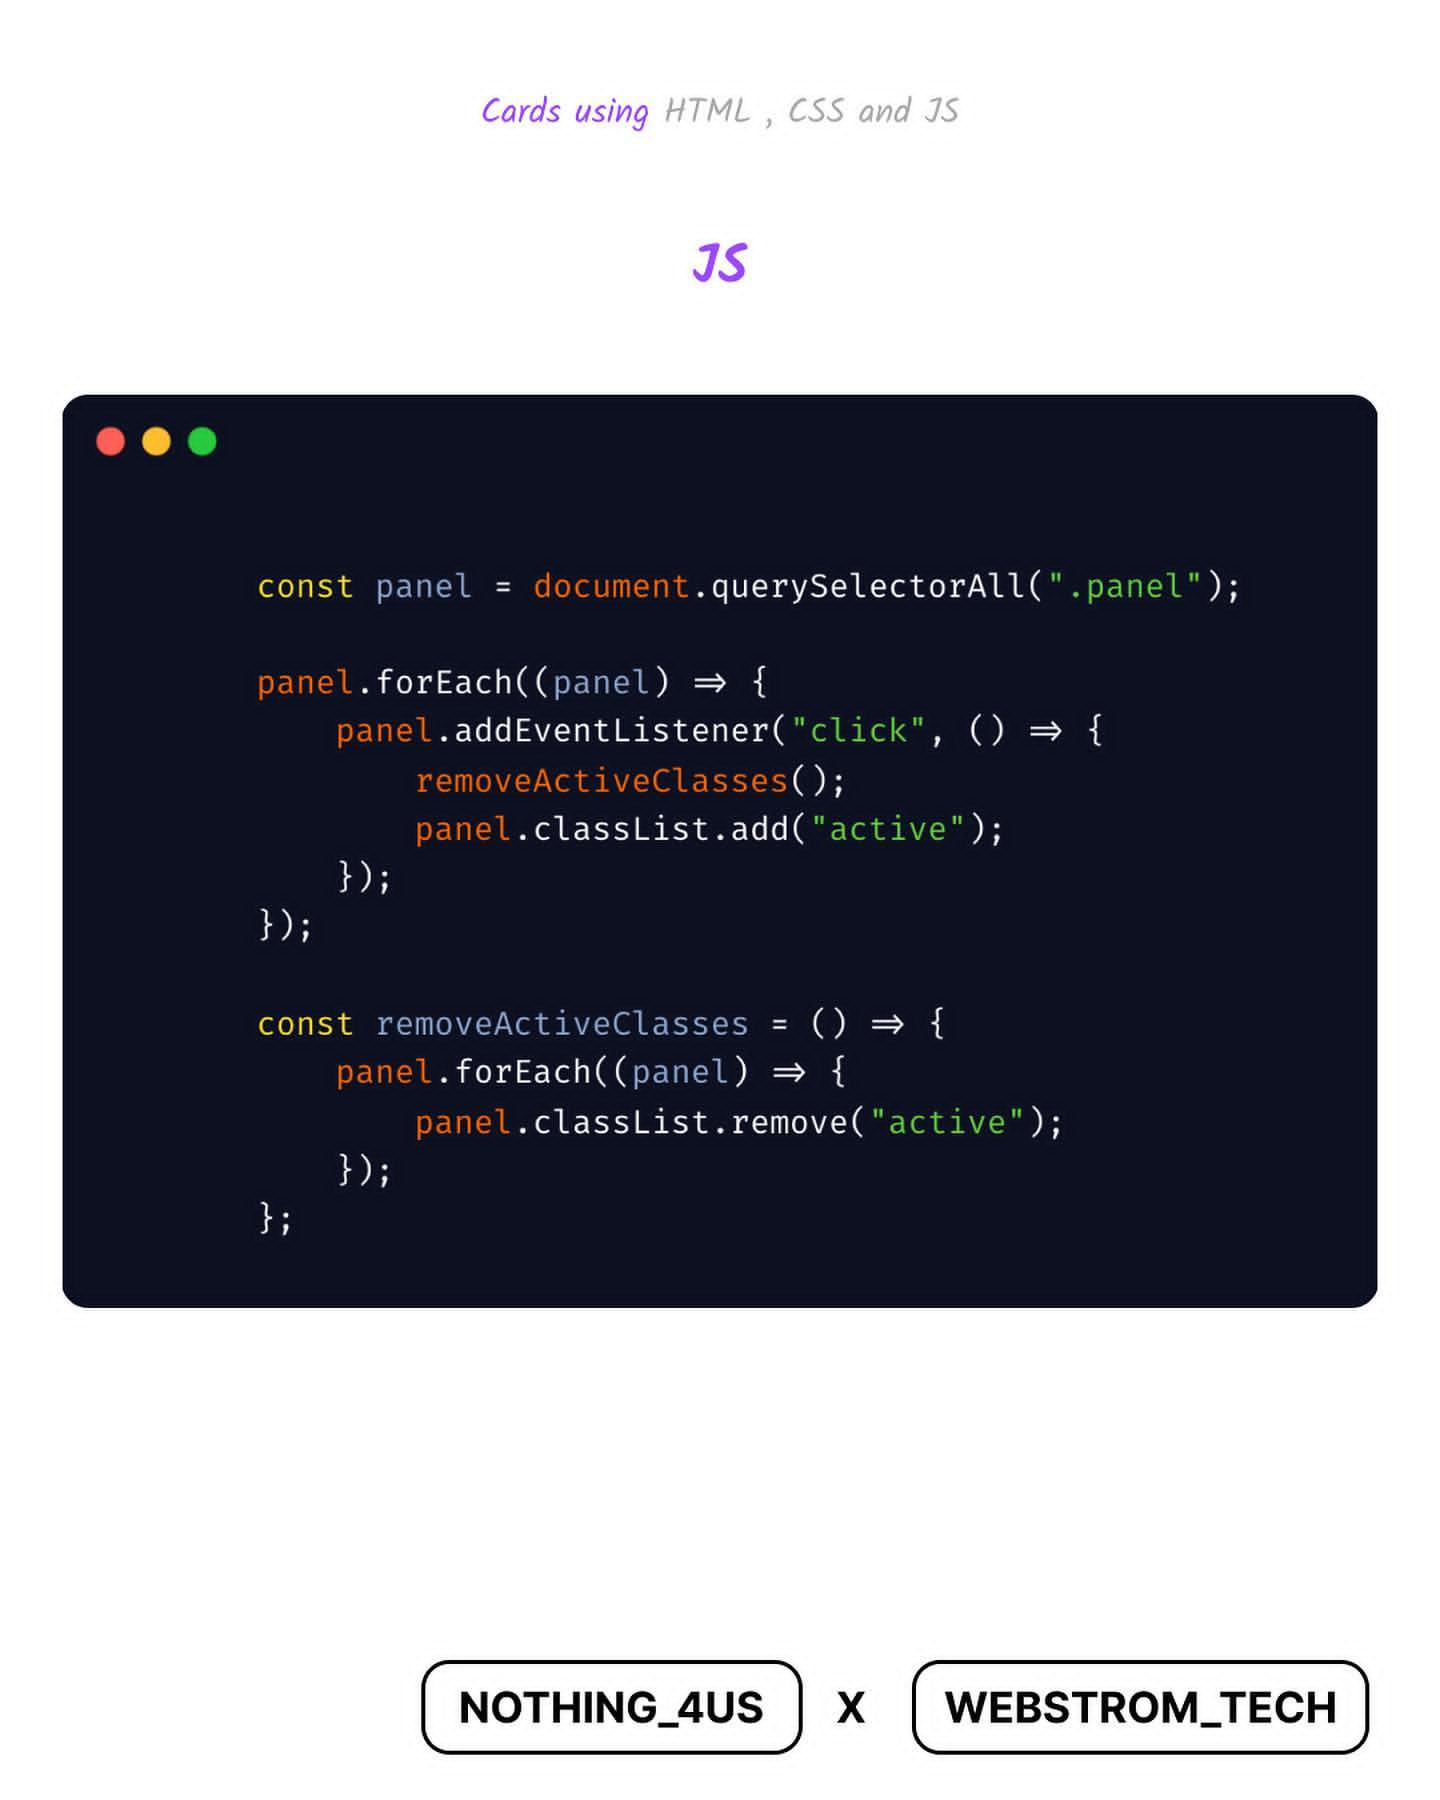 Cards using HTML , CSS and JS
JS
const panel = document.querySelectorAll(".panel");
panel.forEach((panel) => {
panel.addEventListener("click", () => {
removeActiveClasses();
panel.classList.add("active");
});
});
const removeActiveClasses = () => {
panel.forEach((panel) => {
panel.classList.remove("active");
});
};
NOTHING_4US X WEBSTROM_TECH